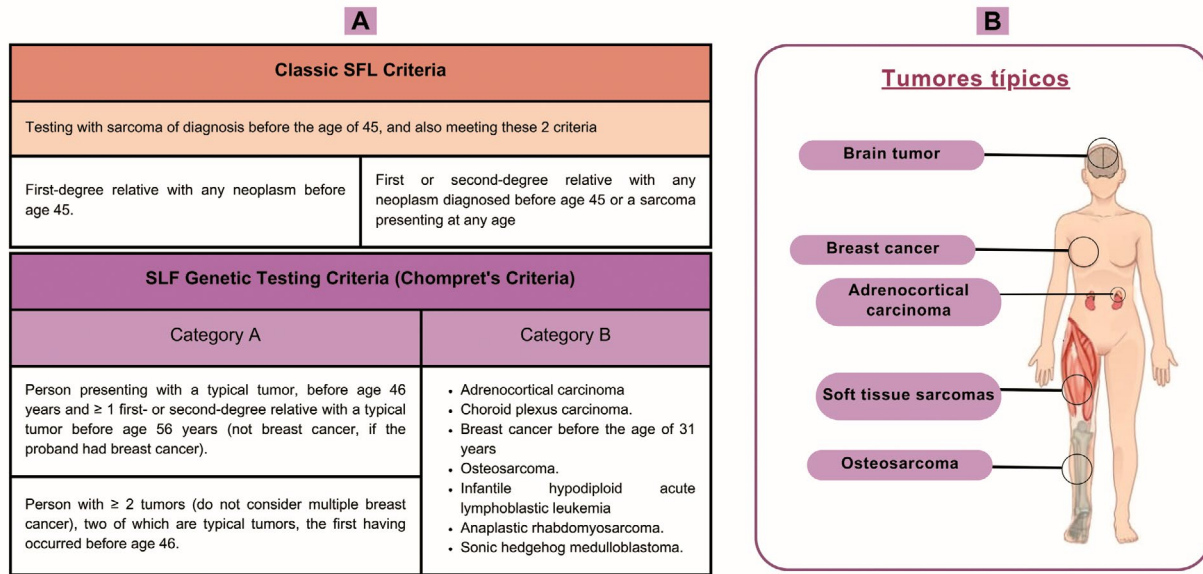 A
Classic SFL Criteria
Testing with sarcoma of diagnosis before the age of 45, and also meeting these 2 criteria
First-degree relative with any neoplasm before
age 45.
First or second-degree relative with any
neoplasm diagnosed before age 45 or a sarcoma
presenting at any age
SLF Genetic Testing Criteria (Chompret's Criteria)
Category A
Category B
Person presenting with a typical tumor, before age 46
years and ≥ 1 first- or second-degree relative with a typical
tumor before age 56 years (not breast cancer, if the
proband had breast cancer).
Person with ≥ 2 tumors (do not consider multiple breast
cancer), two of which are typical tumors, the first having
occurred before age 46.
• Adrenocortical carcinoma
• Choroid plexus carcinoma.
• Breast cancer before the age of 31
years
• Osteosarcoma.
• Infantile hypodiploid acute
lymphoblastic leukemia
• Anaplastic rhabdomyosarcoma.
• Sonic hedgehog medulloblastoma.
B
Tumores típicos
Brain tumor
Breast cancer
Adrenocortical
carcinoma
Soft tissue sarcomas
Osteosarcoma